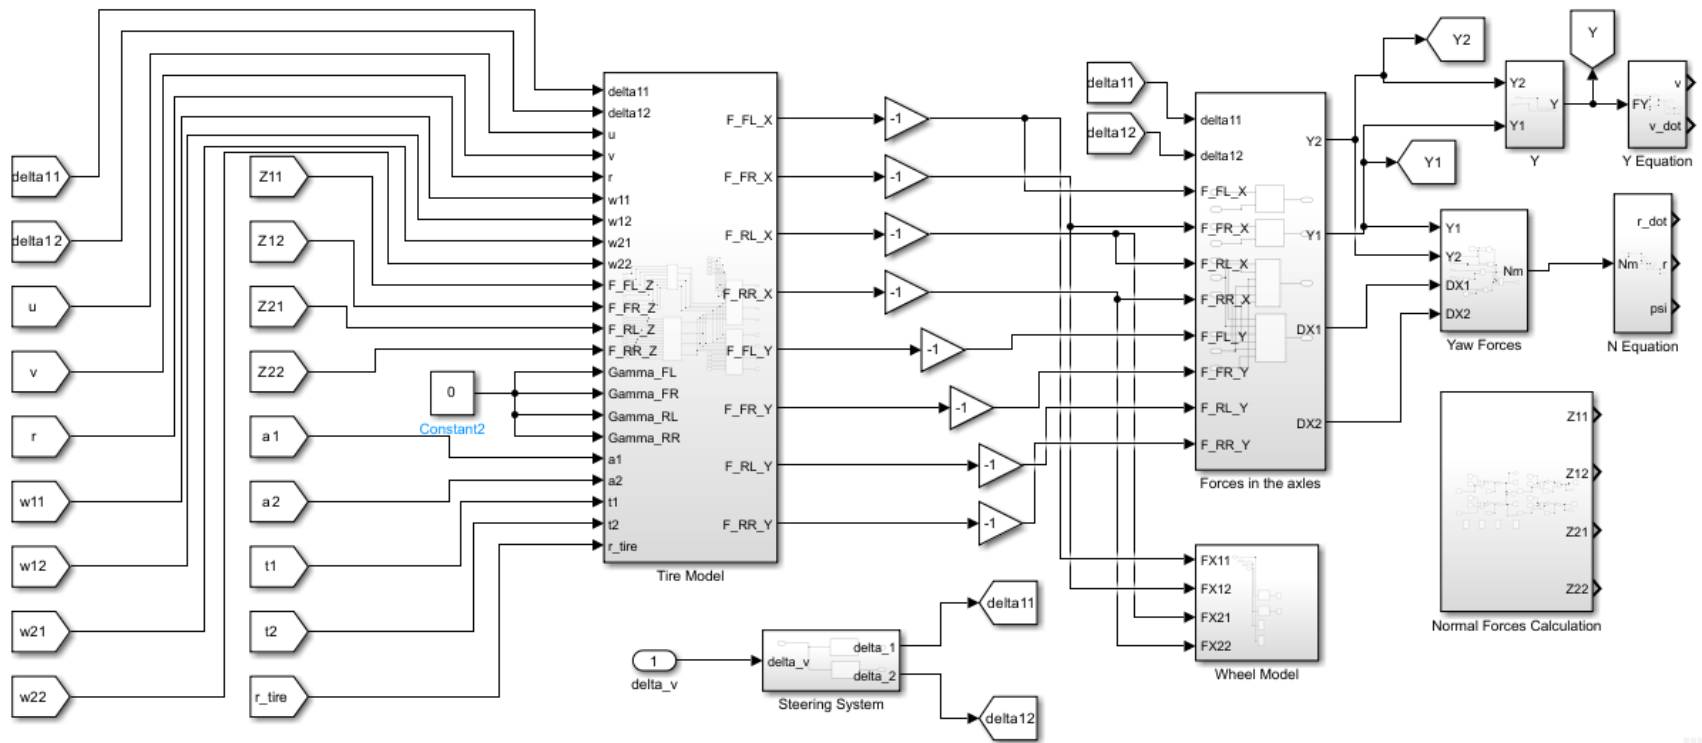 delta11
delta12
u
v
r
w11
w12
w21
w22
Z11
Z12
Z21
Z22
a1
a2
t1
t2
r_tire
0
Constant2
delta11
delta12
u
v
r
w11
w12
w21
w22
F_FL_Z
F_FR_Z
F_RL_Z
F_RR_Z
Gamma_FL
Gamma_FR
Gamma_RL
Gamma_RR
a1
a2
t1
t2
r_tire
F_FL_X
F_FR_X
F_RL_X
F_RR_X
F_FL_Y
F_FR_Y
F_RL_Y
F_RR_Y
Tire Model
-1
-1
-1
-1
-1
-1
-1
-1
1
delta_v
delta_v
delta_1
delta_2
Steering System
delta11
delta12
delta11
delta12
delta11
delta12
F_FL_X
F_FR_X
F_RL_X
F_RR_X
F_FL_Y
F_FR_Y
F_RL_Y
F_RR_Y
Y2
Y1
DX1
DX2
Forces in the axles
FX11
FX12
FX21
FX22
Wheel Model
Y2
Y1
Y2
Y1
Y
Y
Y
FY
v
v_dot
Y Equation
Y1
Y2
DX1
DX2
Nm
Yaw Forces
Nm
r_dot
r
psi
N Equation
Z11
Z12
Z21
Z22
Normal Forces Calculation